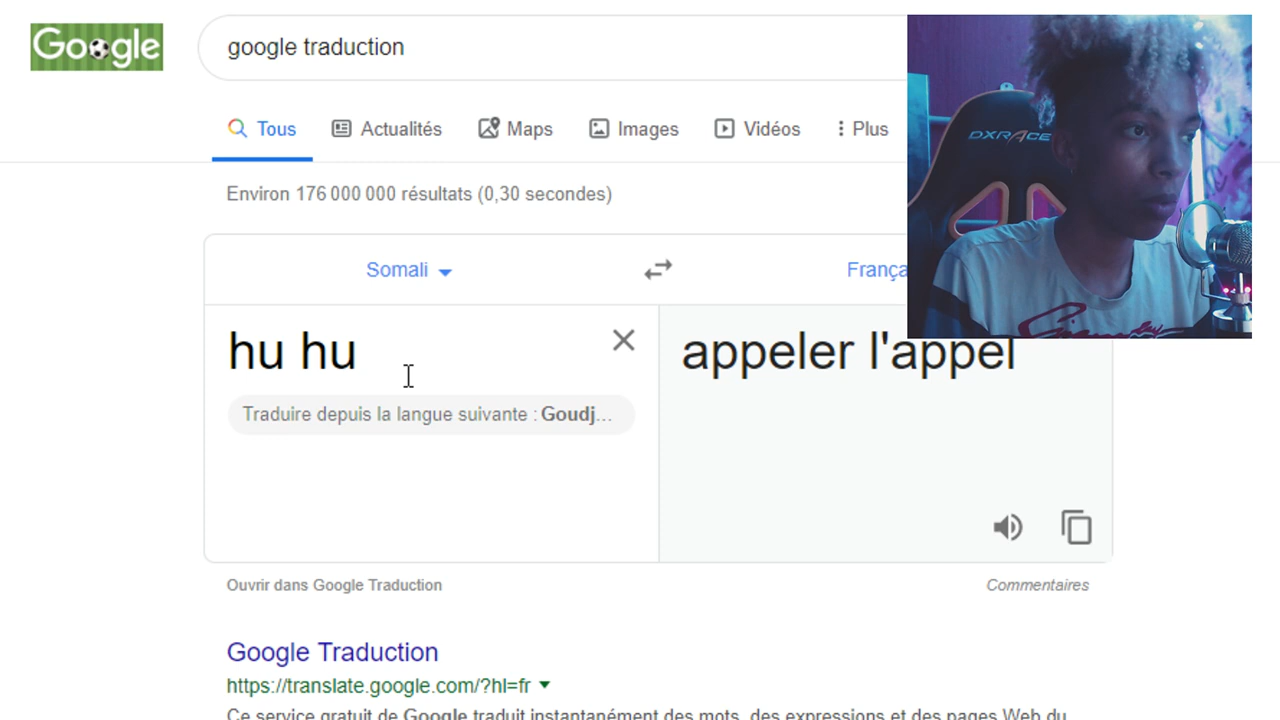 Google
google traduction
Tous
Actualités
Maps
Images
Vidéos
Plus
Environ 176 000 000 résultats (0,30 secondes)
Somali
França
hu hu
appeler l'appel
Traduire depuis la langue suivante : Goudj...
Ouvrir dans Google Traduction
Commentaires
Google Traduction
https://translate.google.com/?hl=fr
Ce service gratuit de Google traduit instantanément des mots, des expressions et des pages Web du
DXRACE